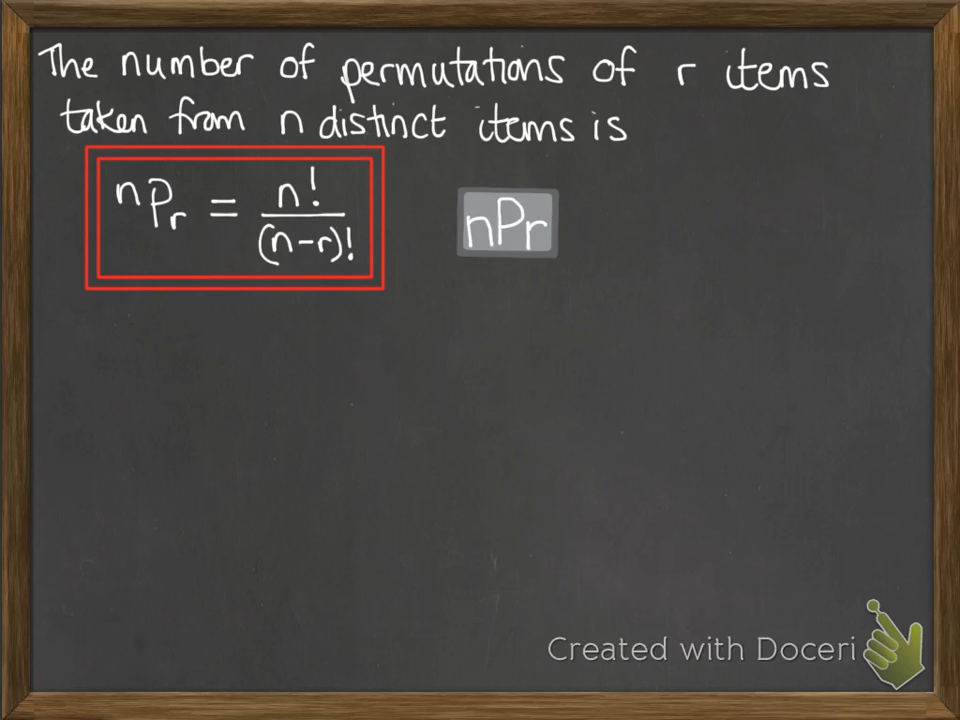 The number of permutations of r items
taken from n distinct items is
nPr = n!/(n-r)!
nPr
Created with Doceri